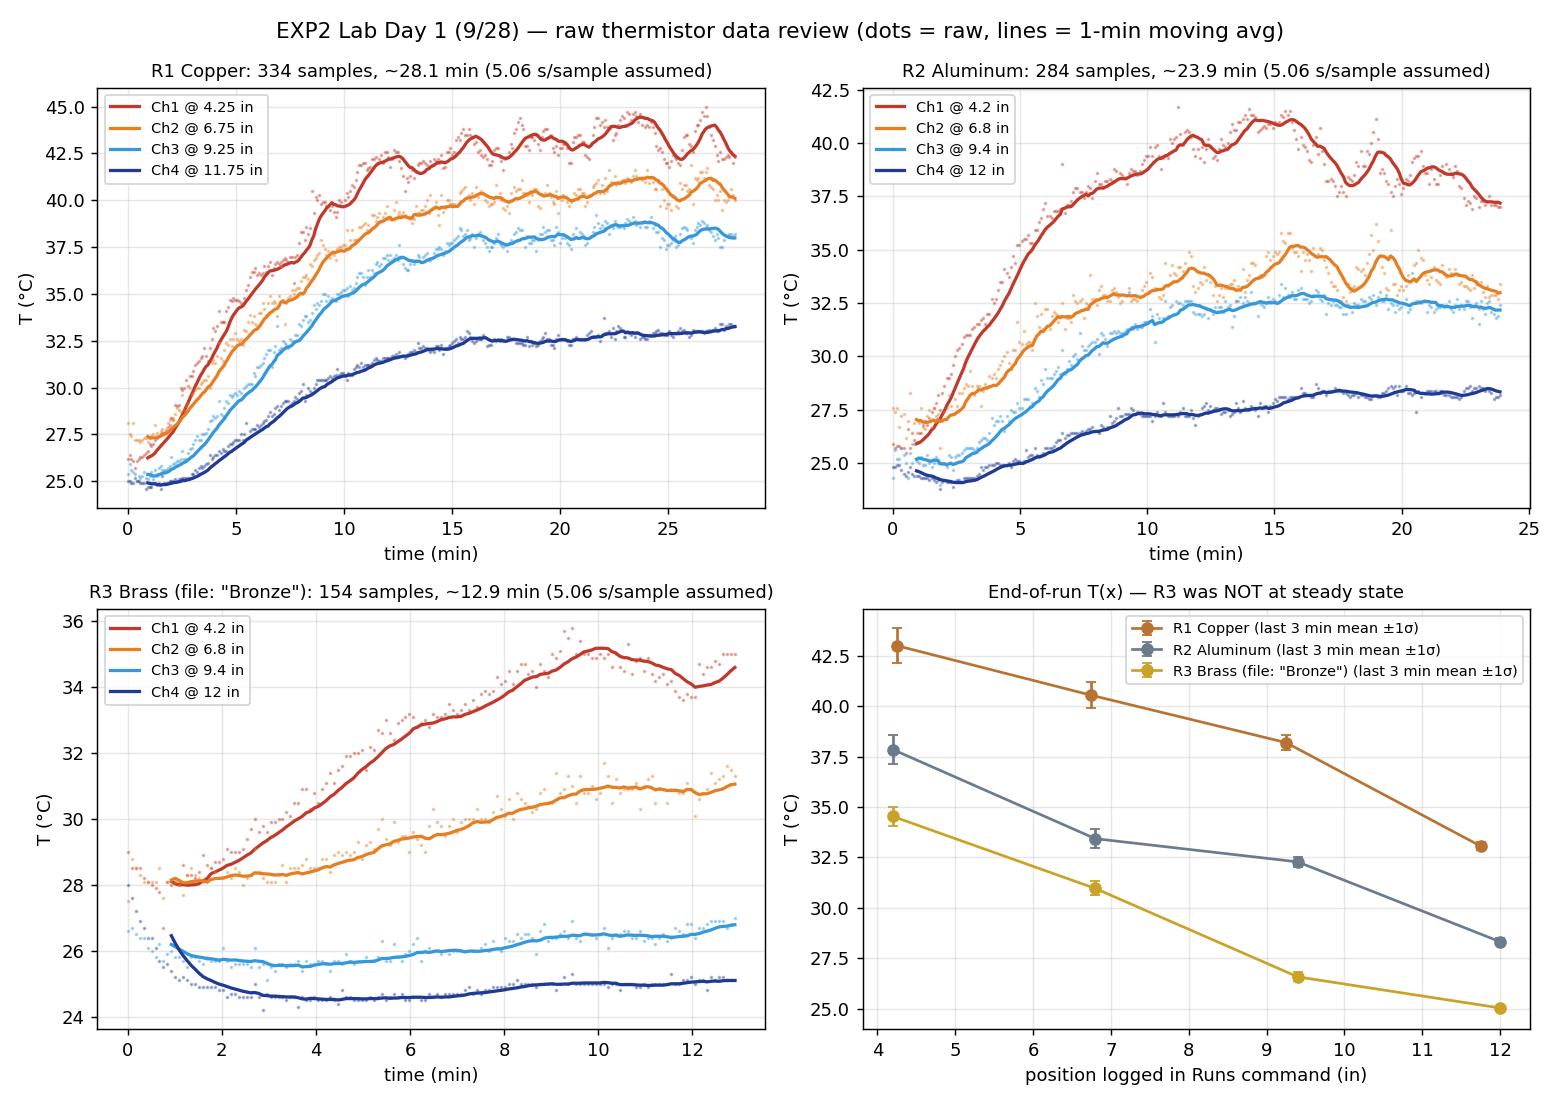 EXP2 Lab Day 1 (9/28) — raw thermistor data review (dots = raw, lines = 1-min moving avg)
R1 Copper: 334 samples, ~28.1 min (5.06 s/sample assumed)
Ch1 @ 4.25 in
Ch2 @ 6.75 in
Ch3 @ 9.25 in
Ch4 @ 11.75 in
45.0
42.5
40.0
37.5
35.0
32.5
30.0
27.5
25.0
T (°C)
0 5 10 15 20 25
time (min)
R2 Aluminum: 284 samples, ~23.9 min (5.06 s/sample assumed)
Ch1 @ 4.2 in
Ch2 @ 6.8 in
Ch3 @ 9.4 in
Ch4 @ 12 in
42.5
40.0
37.5
35.0
32.5
30.0
27.5
25.0
T (°C)
0 5 10 15 20 25
time (min)
R3 Brass (file: "Bronze"): 154 samples, ~12.9 min (5.06 s/sample assumed)
Ch1 @ 4.2 in
Ch2 @ 6.8 in
Ch3 @ 9.4 in
Ch4 @ 12 in
36
34
32
30
28
26
24
T (°C)
0 2 4 6 8 10 12
time (min)
End-of-run T(x) — R3 was NOT at steady state
R1 Copper (last 3 min mean ±1σ)
R2 Aluminum (last 3 min mean ±1σ)
R3 Brass (file: "Bronze") (last 3 min mean ±1σ)
42.5
40.0
37.5
35.0
32.5
30.0
27.5
25.0
T (°C)
4 5 6 7 8 9 10 11 12
position logged in Runs command (in)